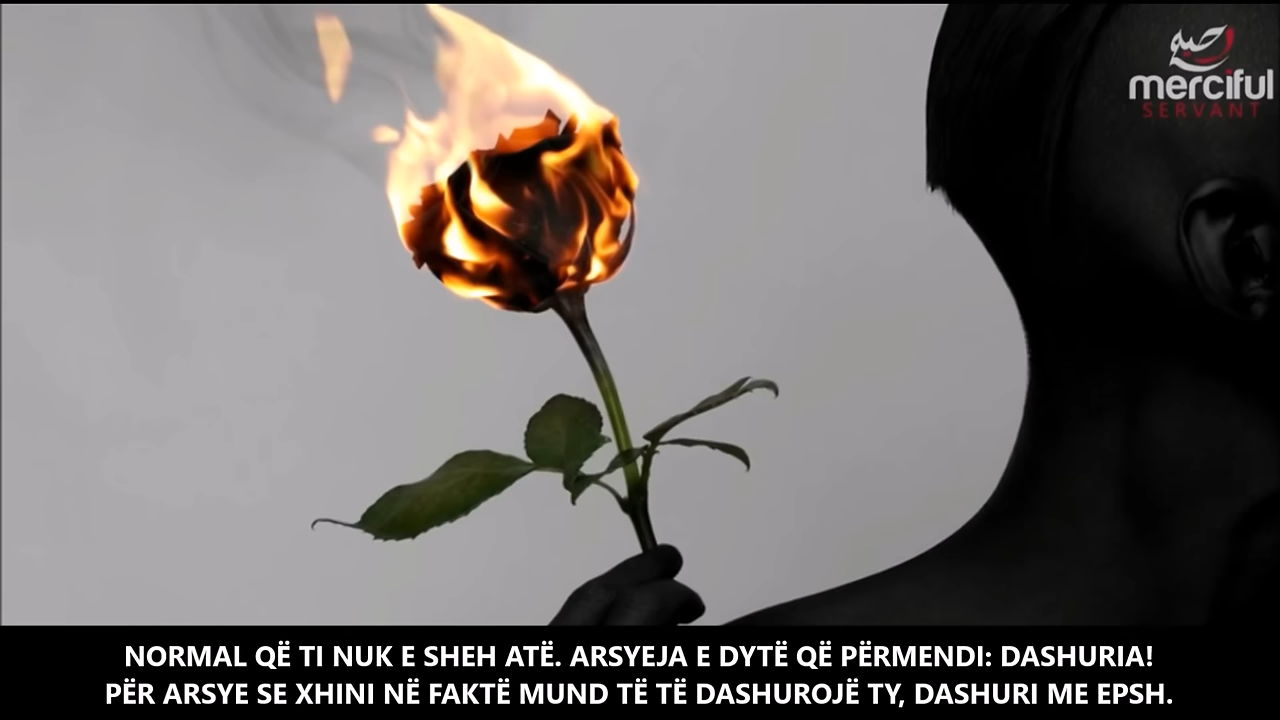 merciful
SERVANT
NORMAL QË TI NUK E SHEH ATË. ARSYEJA E DYTË QË PËRMENDI: DASHURIA!
PËR ARSYE SE XHINI NË FAKTË MUND TË TË DASHUROJË TY, DASHURI ME EPSH.